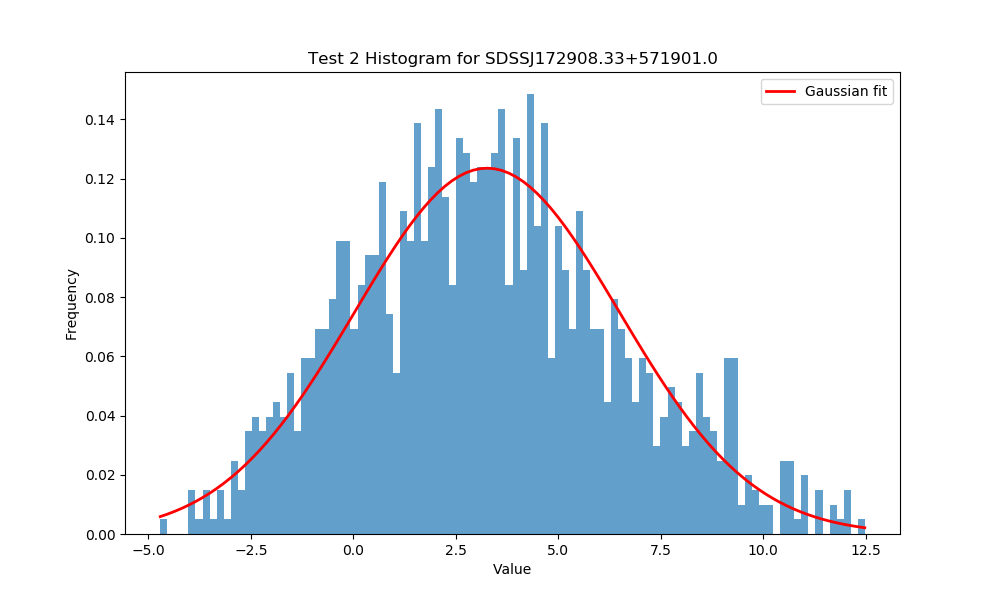 Test 2 Histogram for SDSSJ172908.33+571901.0
Gaussian fit
Frequency
0.14
0.12
0.10
0.08
0.06
0.04
0.02
0.00
−5.0 −2.5 0.0 2.5 5.0 7.5 10.0 12.5
Value